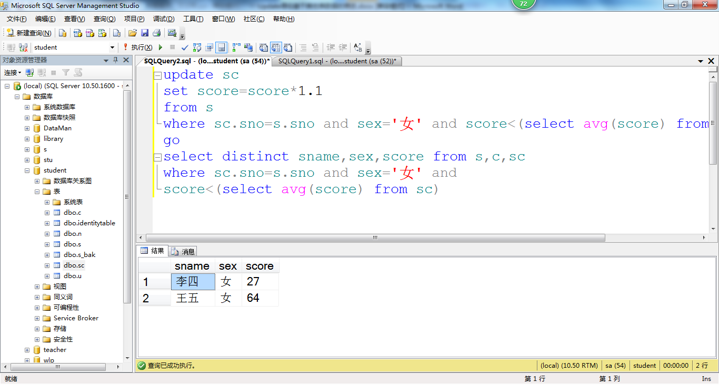 Microsoft SQL Server Management Studio
72
文件(F) 编辑(E) 查看(V) 查询(Q) 项目(P) 调试(D) 工具(T) 窗口(W) 社区(C) 帮助(H)
新建查询(N)
student
执行(X)
对象资源管理器
连接
(local) (SQL Server 10.50.1600 -
数据库
系统数据库
数据库快照
DataMan
library
s
stu
student
数据库关系图
表
系统表
dbo.c
dbo.identitytable
dbo.n
dbo.s
dbo.s_bak
dbo.sc
dbo.u
视图
同义词
可编程性
Service Broker
存储
安全性
teacher
wlp
SQLQuery2.sql - (lo....student (sa (54))*
SQLQuery1.sql - (lo....student (sa (52))*
update sc
set score=score*1.1
from s
where sc.sno=s.sno and sex='女' and score<(select avg(score) from
go
select distinct sname,sex,score from s,c,sc
where sc.sno=s.sno and sex='女' and
score<(select avg(score) from sc)
结果 消息
sname sex score
1 李四 女 27
2 王五 女 64
查询已成功执行。
(local) (10.50 RTM) sa (54) student 00:00:00 2 行
就绪 第 1 行 第 1 列 Ins